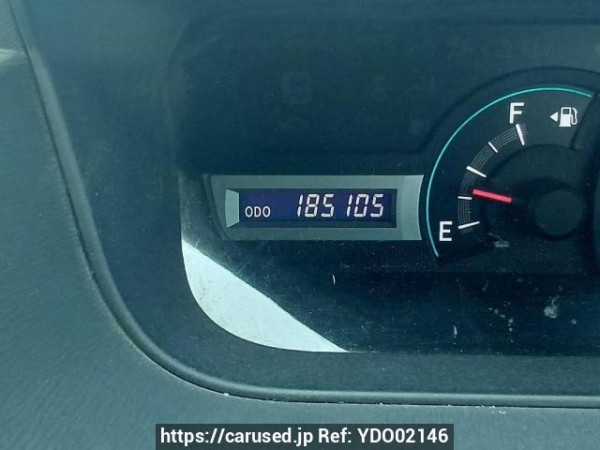 F
ODO 185105
E
https://carused.jp Ref: YDO02146